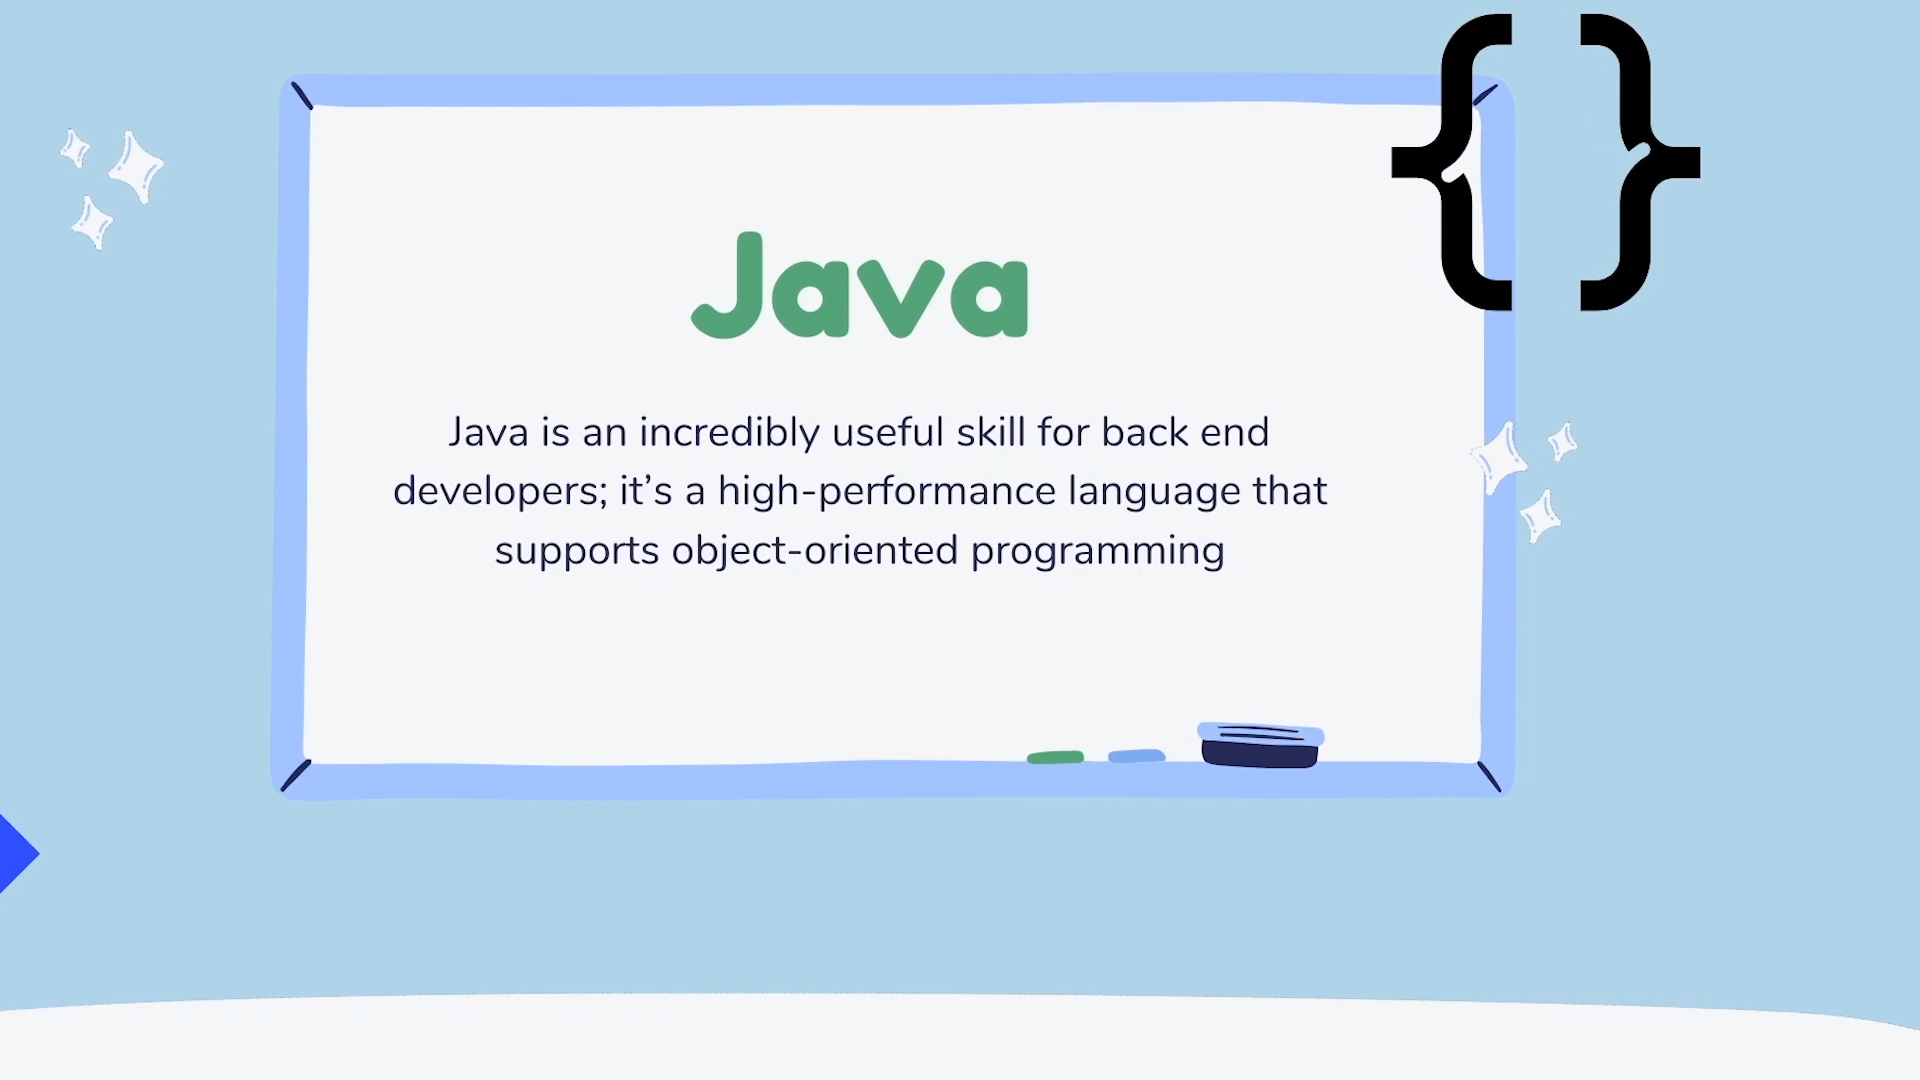 { }
Java
Java is an incredibly useful skill for back end
developers; it’s a high-performance language that
supports object-oriented programming